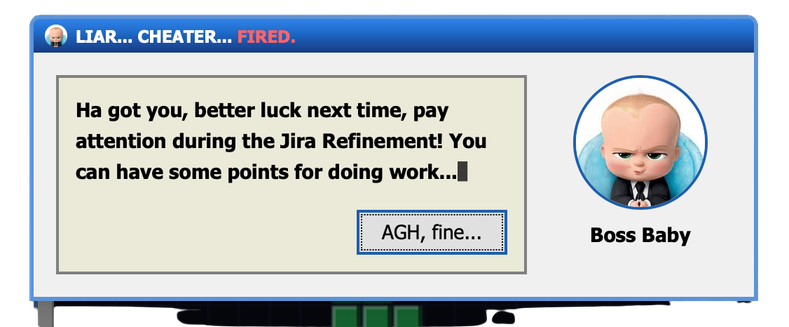 LIAR... CHEATER... FIRED.
Ha got you, better luck next time, pay
attention during the Jira Refinement! You
can have some points for doing work...
AGH, fine...
Boss Baby